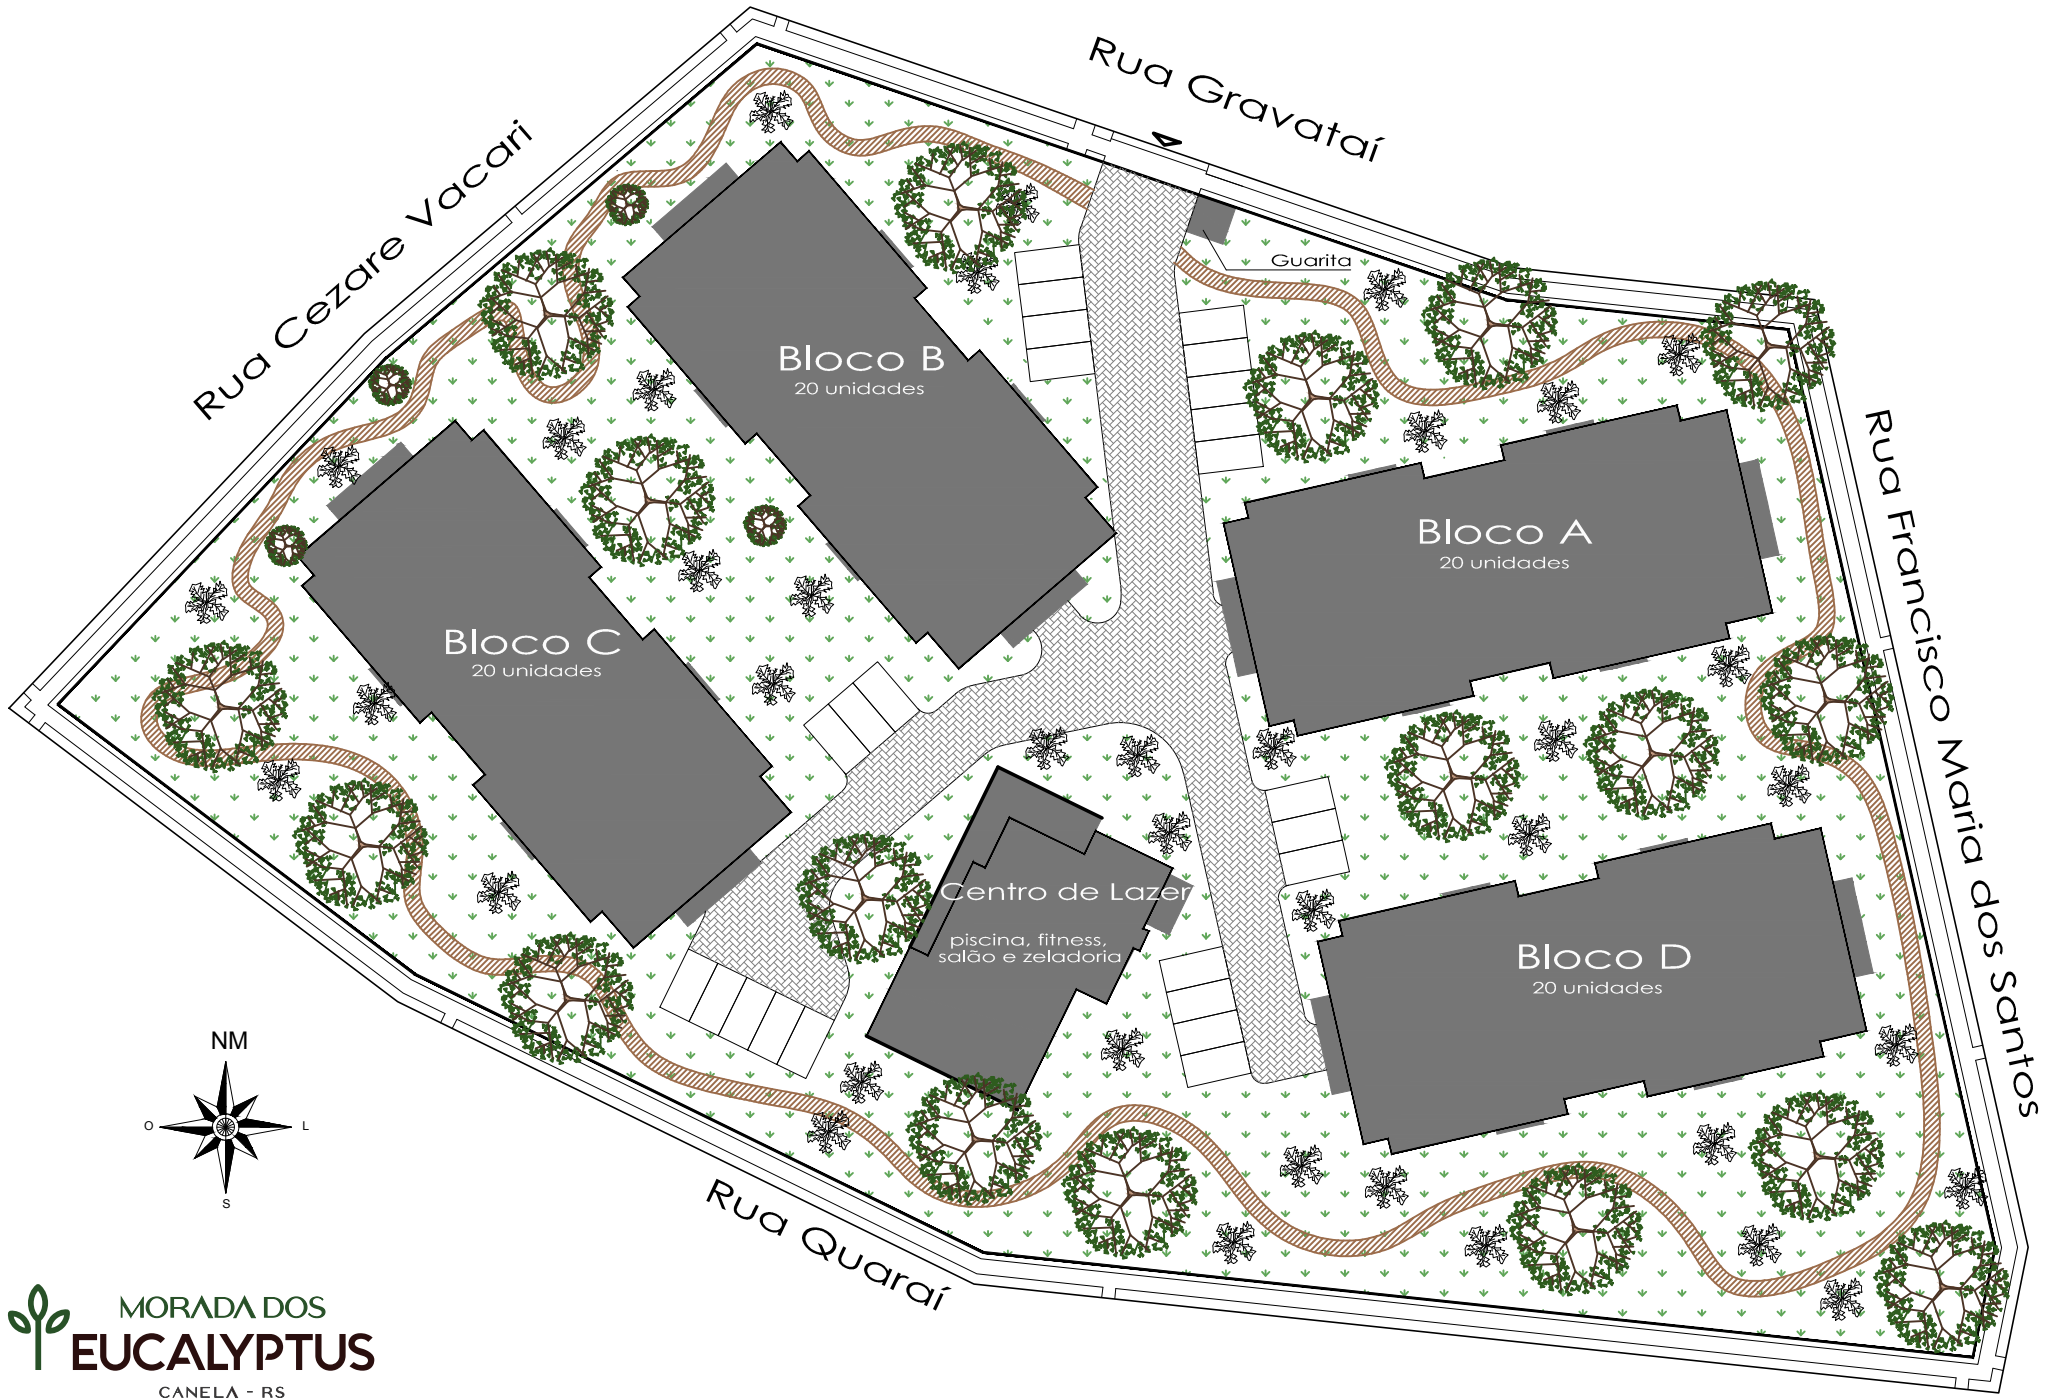 Rua Gravataí
Rua Cezare Vacari
Guarita
Bloco B
20 unidades
Rua Francisco Maria dos Santos
Bloco A
20 unidades
Bloco C
20 unidades
Centro de Lazer
piscina, fitness,
salão e zeladoria
Bloco D
20 unidades
NM
O
L
S
Rua Quaraí
MORADA DOS
EUCALYPTUS
CANELA - RS